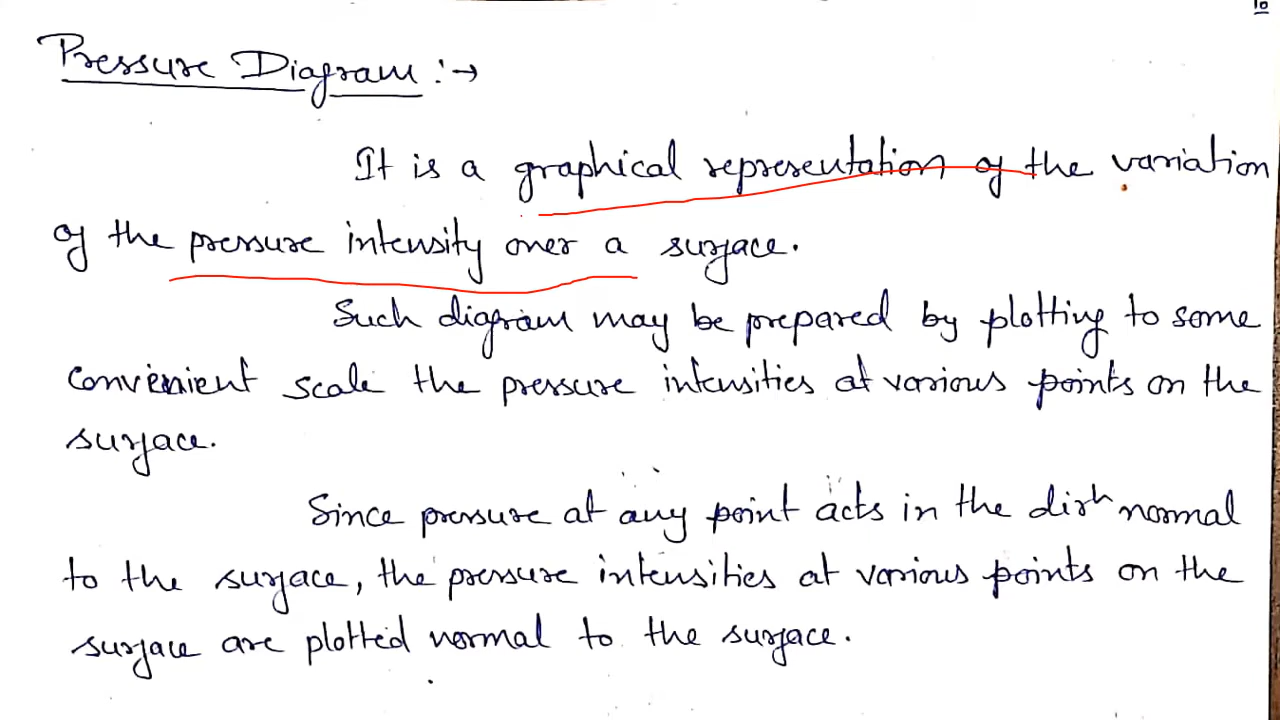 10
Pressure Diagram :→
It is a graphical representation of the variation
of the pressure intensity over a surface.
Such diagram may be prepared by plotting to some
convenient scale the pressure intensities at various points on the
surface.
Since pressure at any point acts in the dirn normal
to the surface, the pressure intensities at various points on the
surface are plotted normal to the surface.